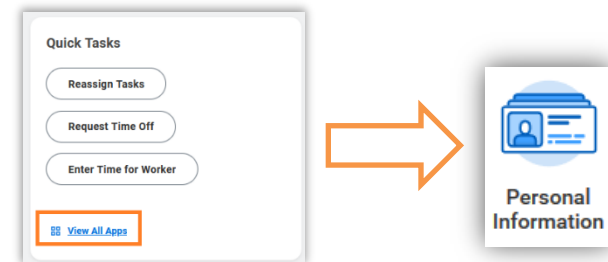 Quick Tasks
Reassign Tasks
Request Time Off
Enter Time for Worker
View All Apps
Personal
Information